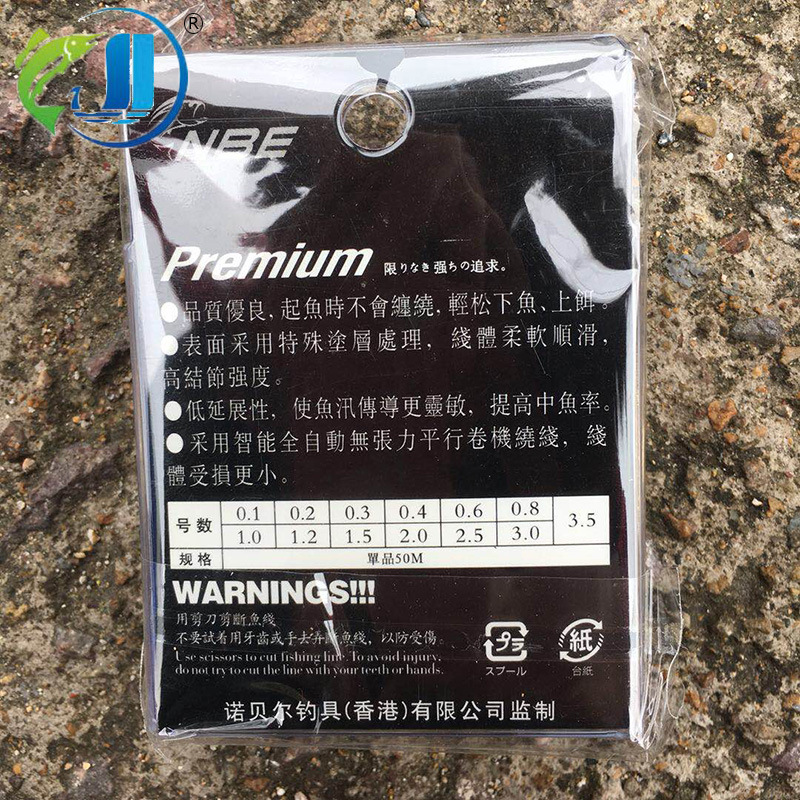 ®
NBE
Premium 限りなき强ちの追求。
●品質優良,起魚時不會纏繞,輕松下魚、上餌。
●表面采用特殊塗層處理,綫體柔軟順滑,
高結節强度。
●低延展性,使魚汛傳導更靈敏,提高中魚率。
●采用智能全自動無張力平行卷機繞綫,綫
體受損更小。
号数 0.1 0.2 0.3 0.4 0.6 0.8 3.5
1.0 1.2 1.5 2.0 2.5 3.0
规格 單品50M
WARNINGS!!!
用剪刀剪斷魚綫
不要試着用牙齒或手去弄斷魚綫,以防受傷。
Use scissors to cut fishing line. To avoid injury,
do not try to cut the line with your teeth or hands.
プラ 紙
スプール 台紙
诺贝尔钓具(香港)有限公司监制